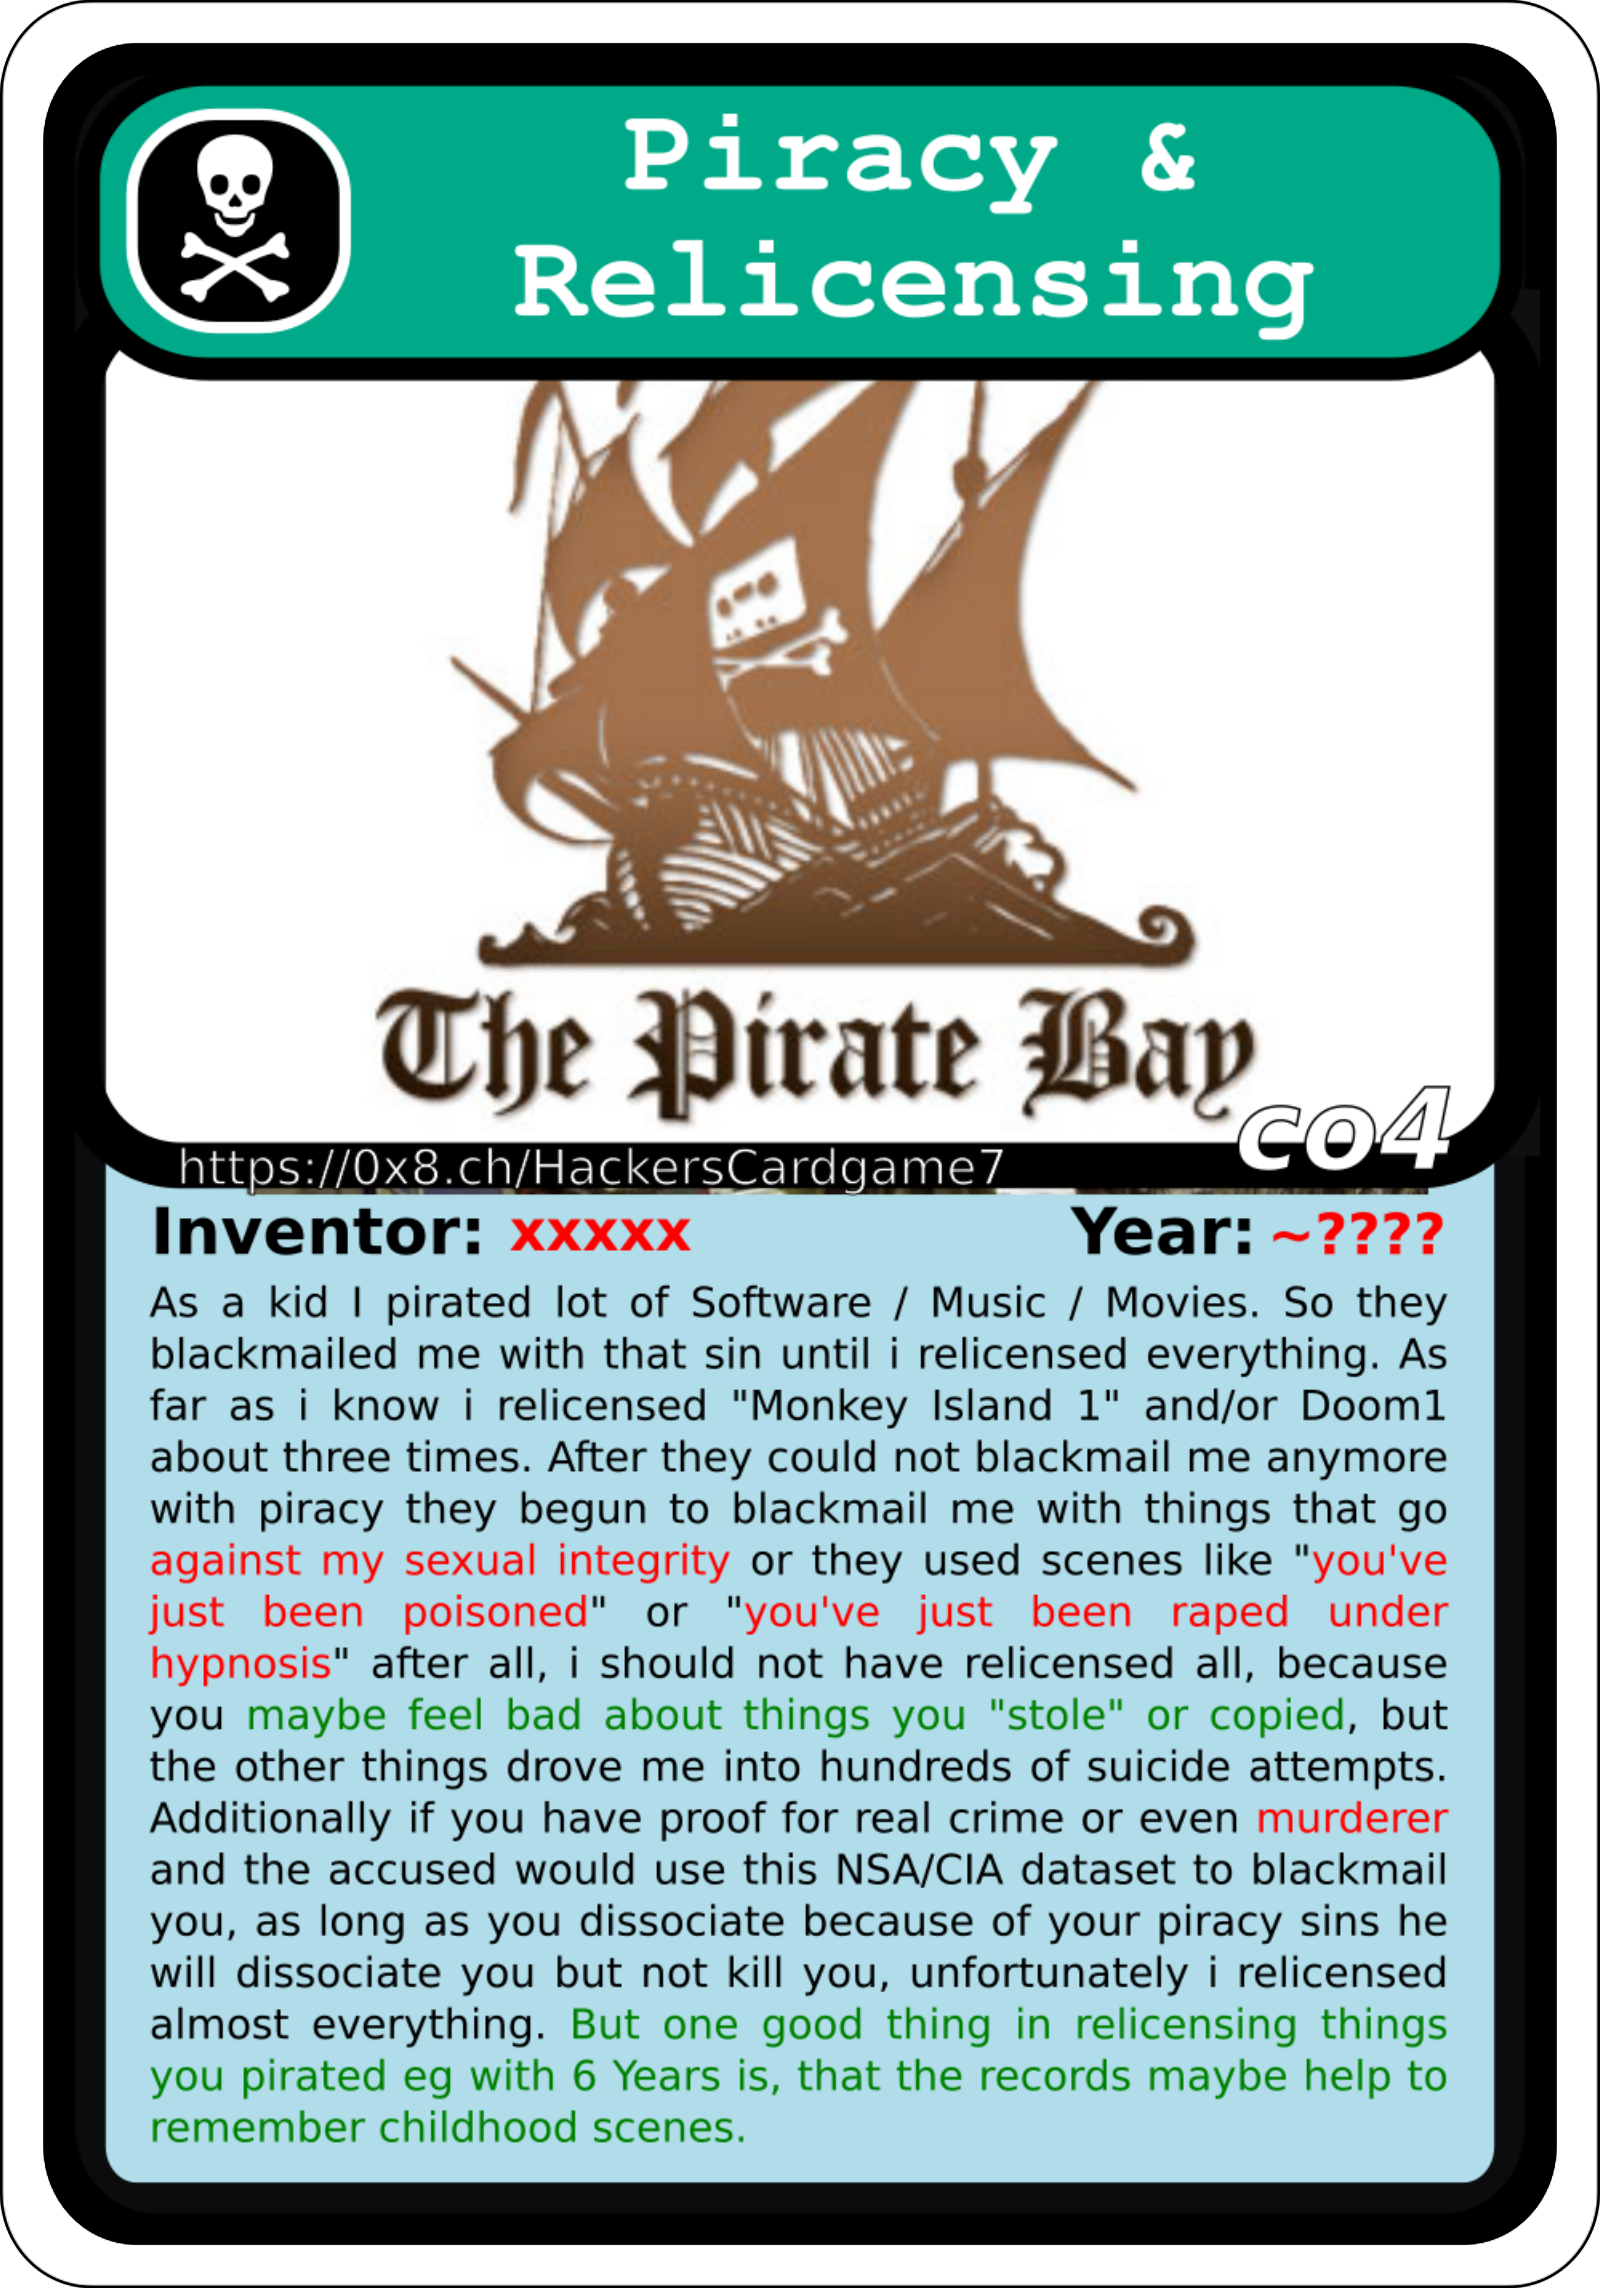 Piracy &
Relicensing
The Pirate Bay
co4
https://0x8.ch/HackersCardgame7
Inventor: xxxxx Year: ~????
As a kid I pirated lot of Software / Music / Movies. So they
blackmailed me with that sin until i relicensed everything. As
far as i know i relicensed "Monkey Island 1" and/or Doom1
about three times. After they could not blackmail me anymore
with piracy they begun to blackmail me with things that go
against my sexual integrity or they used scenes like "you've
just been poisoned" or "you've just been raped under
hypnosis" after all, i should not have relicensed all, because
you maybe feel bad about things you "stole" or copied, but
the other things drove me into hundreds of suicide attempts.
Additionally if you have proof for real crime or even murderer
and the accused would use this NSA/CIA dataset to blackmail
you, as long as you dissociate because of your piracy sins he
will dissociate you but not kill you, unfortunately i relicensed
almost everything. But one good thing in relicensing things
you pirated eg with 6 Years is, that the records maybe help to
remember childhood scenes.